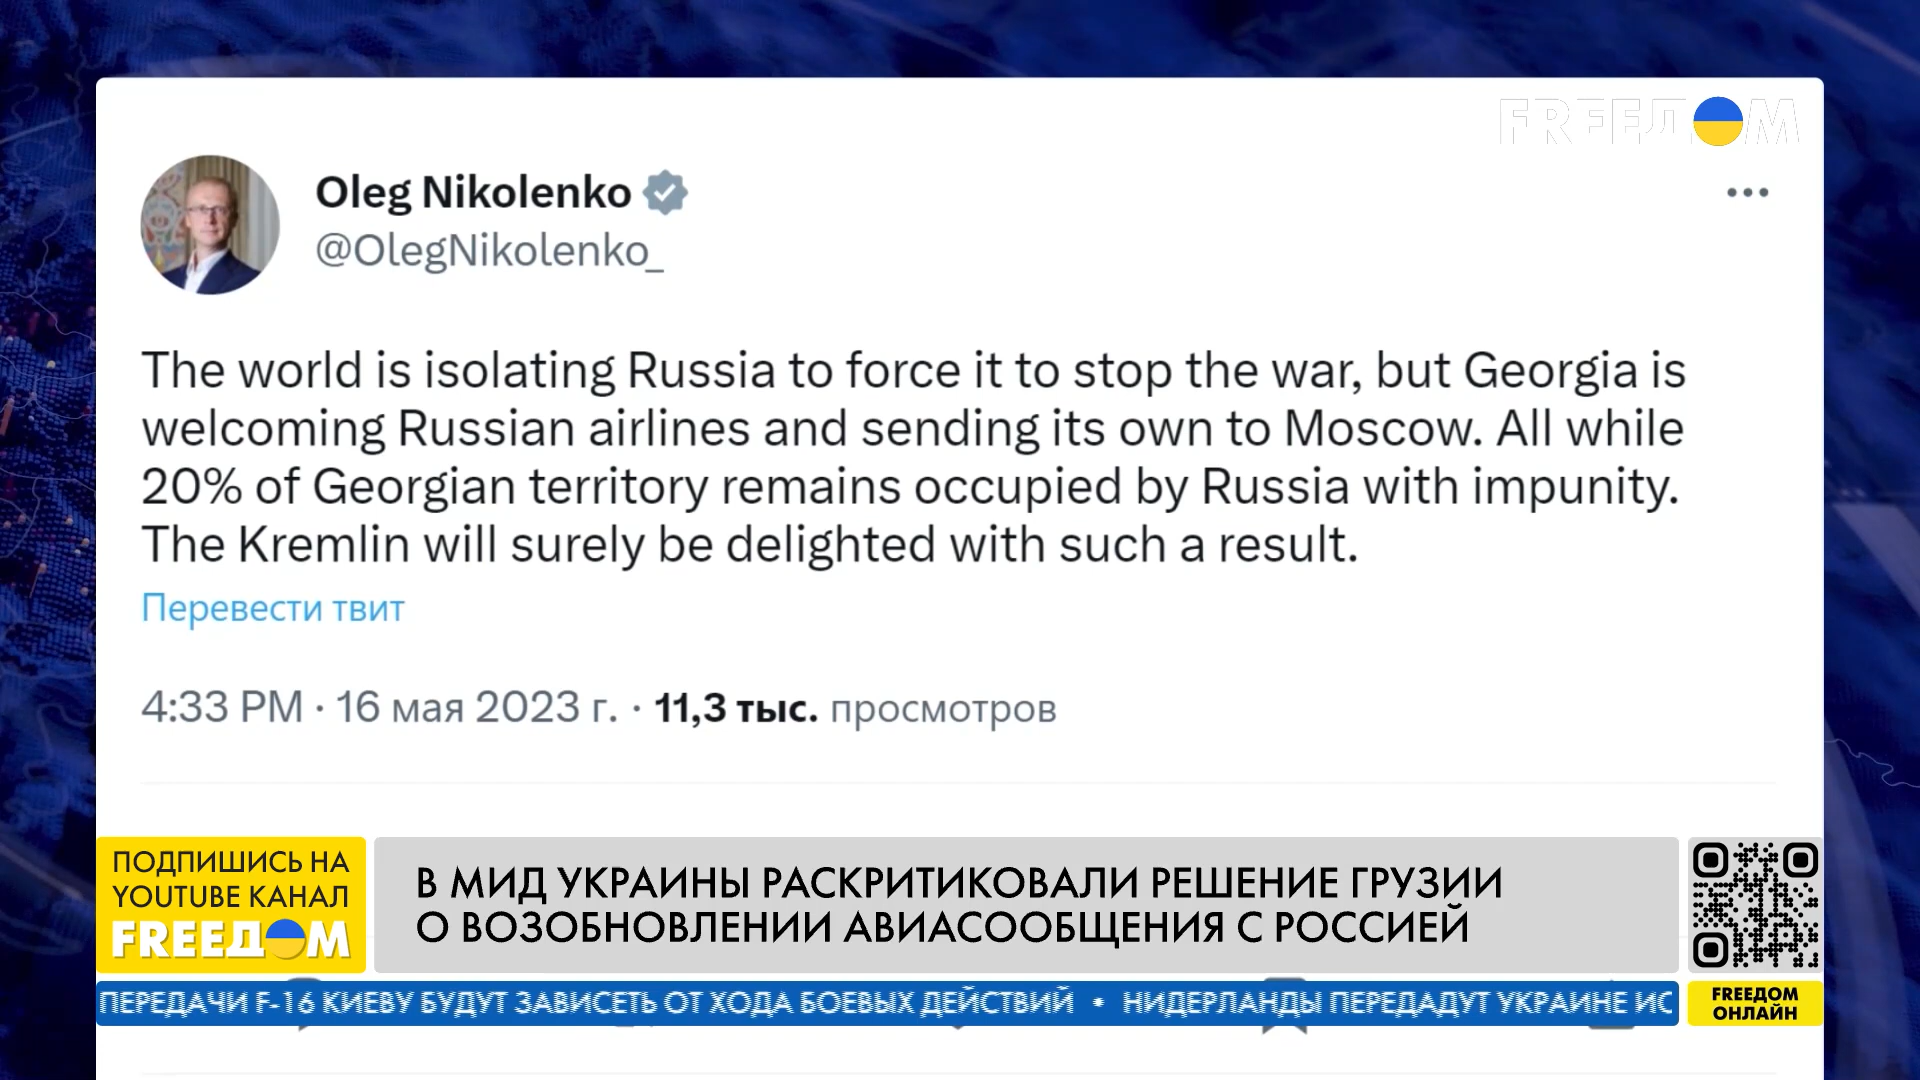 FREEДOM
Oleg Nikolenko
@OlegNikolenko_
The world is isolating Russia to force it to stop the war, but Georgia is
welcoming Russian airlines and sending its own to Moscow. All while
20% of Georgian territory remains occupied by Russia with impunity.
The Kremlin will surely be delighted with such a result.
Перевести твит
4:33 PM · 16 мая 2023 г. · 11,3 тыс. просмотров
ПОДПИШИСЬ НА
YOUTUBE КАНАЛ
FREEДOM
В МИД УКРАИНЫ РАСКРИТИКОВАЛИ РЕШЕНИЕ ГРУЗИИ
О ВОЗОБНОВЛЕНИИ АВИАСООБЩЕНИЯ С РОССИЕЙ
ПЕРЕДАЧИ F-16 КИЕВУ БУДУТ ЗАВИСЕТЬ ОТ ХОДА БОЕВЫХ ДЕЙСТВИЙ • НИДЕРЛАНДЫ ПЕРЕДАДУТ УКРАИНЕ ИС
FREEДОМ
ОНЛАЙН